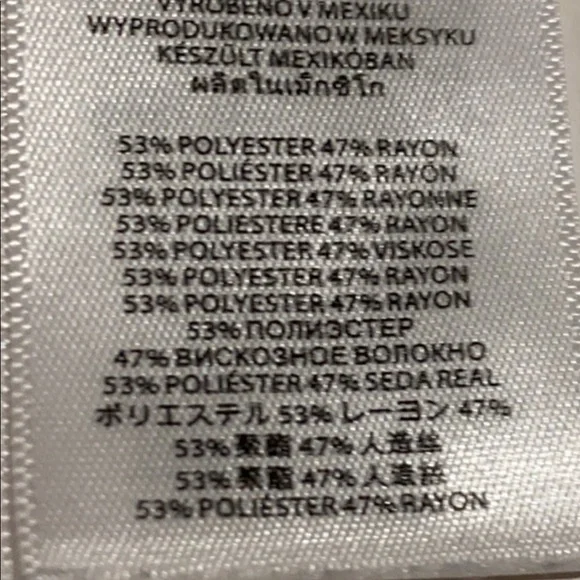 VYROBENO V MEXIKU
WYPRODUKOWANO W MEKSYKU
KÉSZÜLT MEXIKÓBAN
ผลิตในเม็กซิโก
53% POLYESTER 47% RAYON
53% POLIÉSTER 47% RAYÓN
53% POLYESTER 47% RAYONNE
53% POLIESTERE 47% RAYON
53% POLYESTER 47% VISKOSE
53% POLYESTER 47% RAYON
53% POLYESTER 47% RAYON
53% ПОЛИЭСТЕР
47% ВИСКОЗНОЕ ВОЛОКНО
53% POLIÉSTER 47% SEDA REAL
ポリエステル 53% レーヨン 47%
53% 聚酯 47% 人造丝
53% 聚酯 47% 人造絲
53% POLIÉSTER 47% RAYON